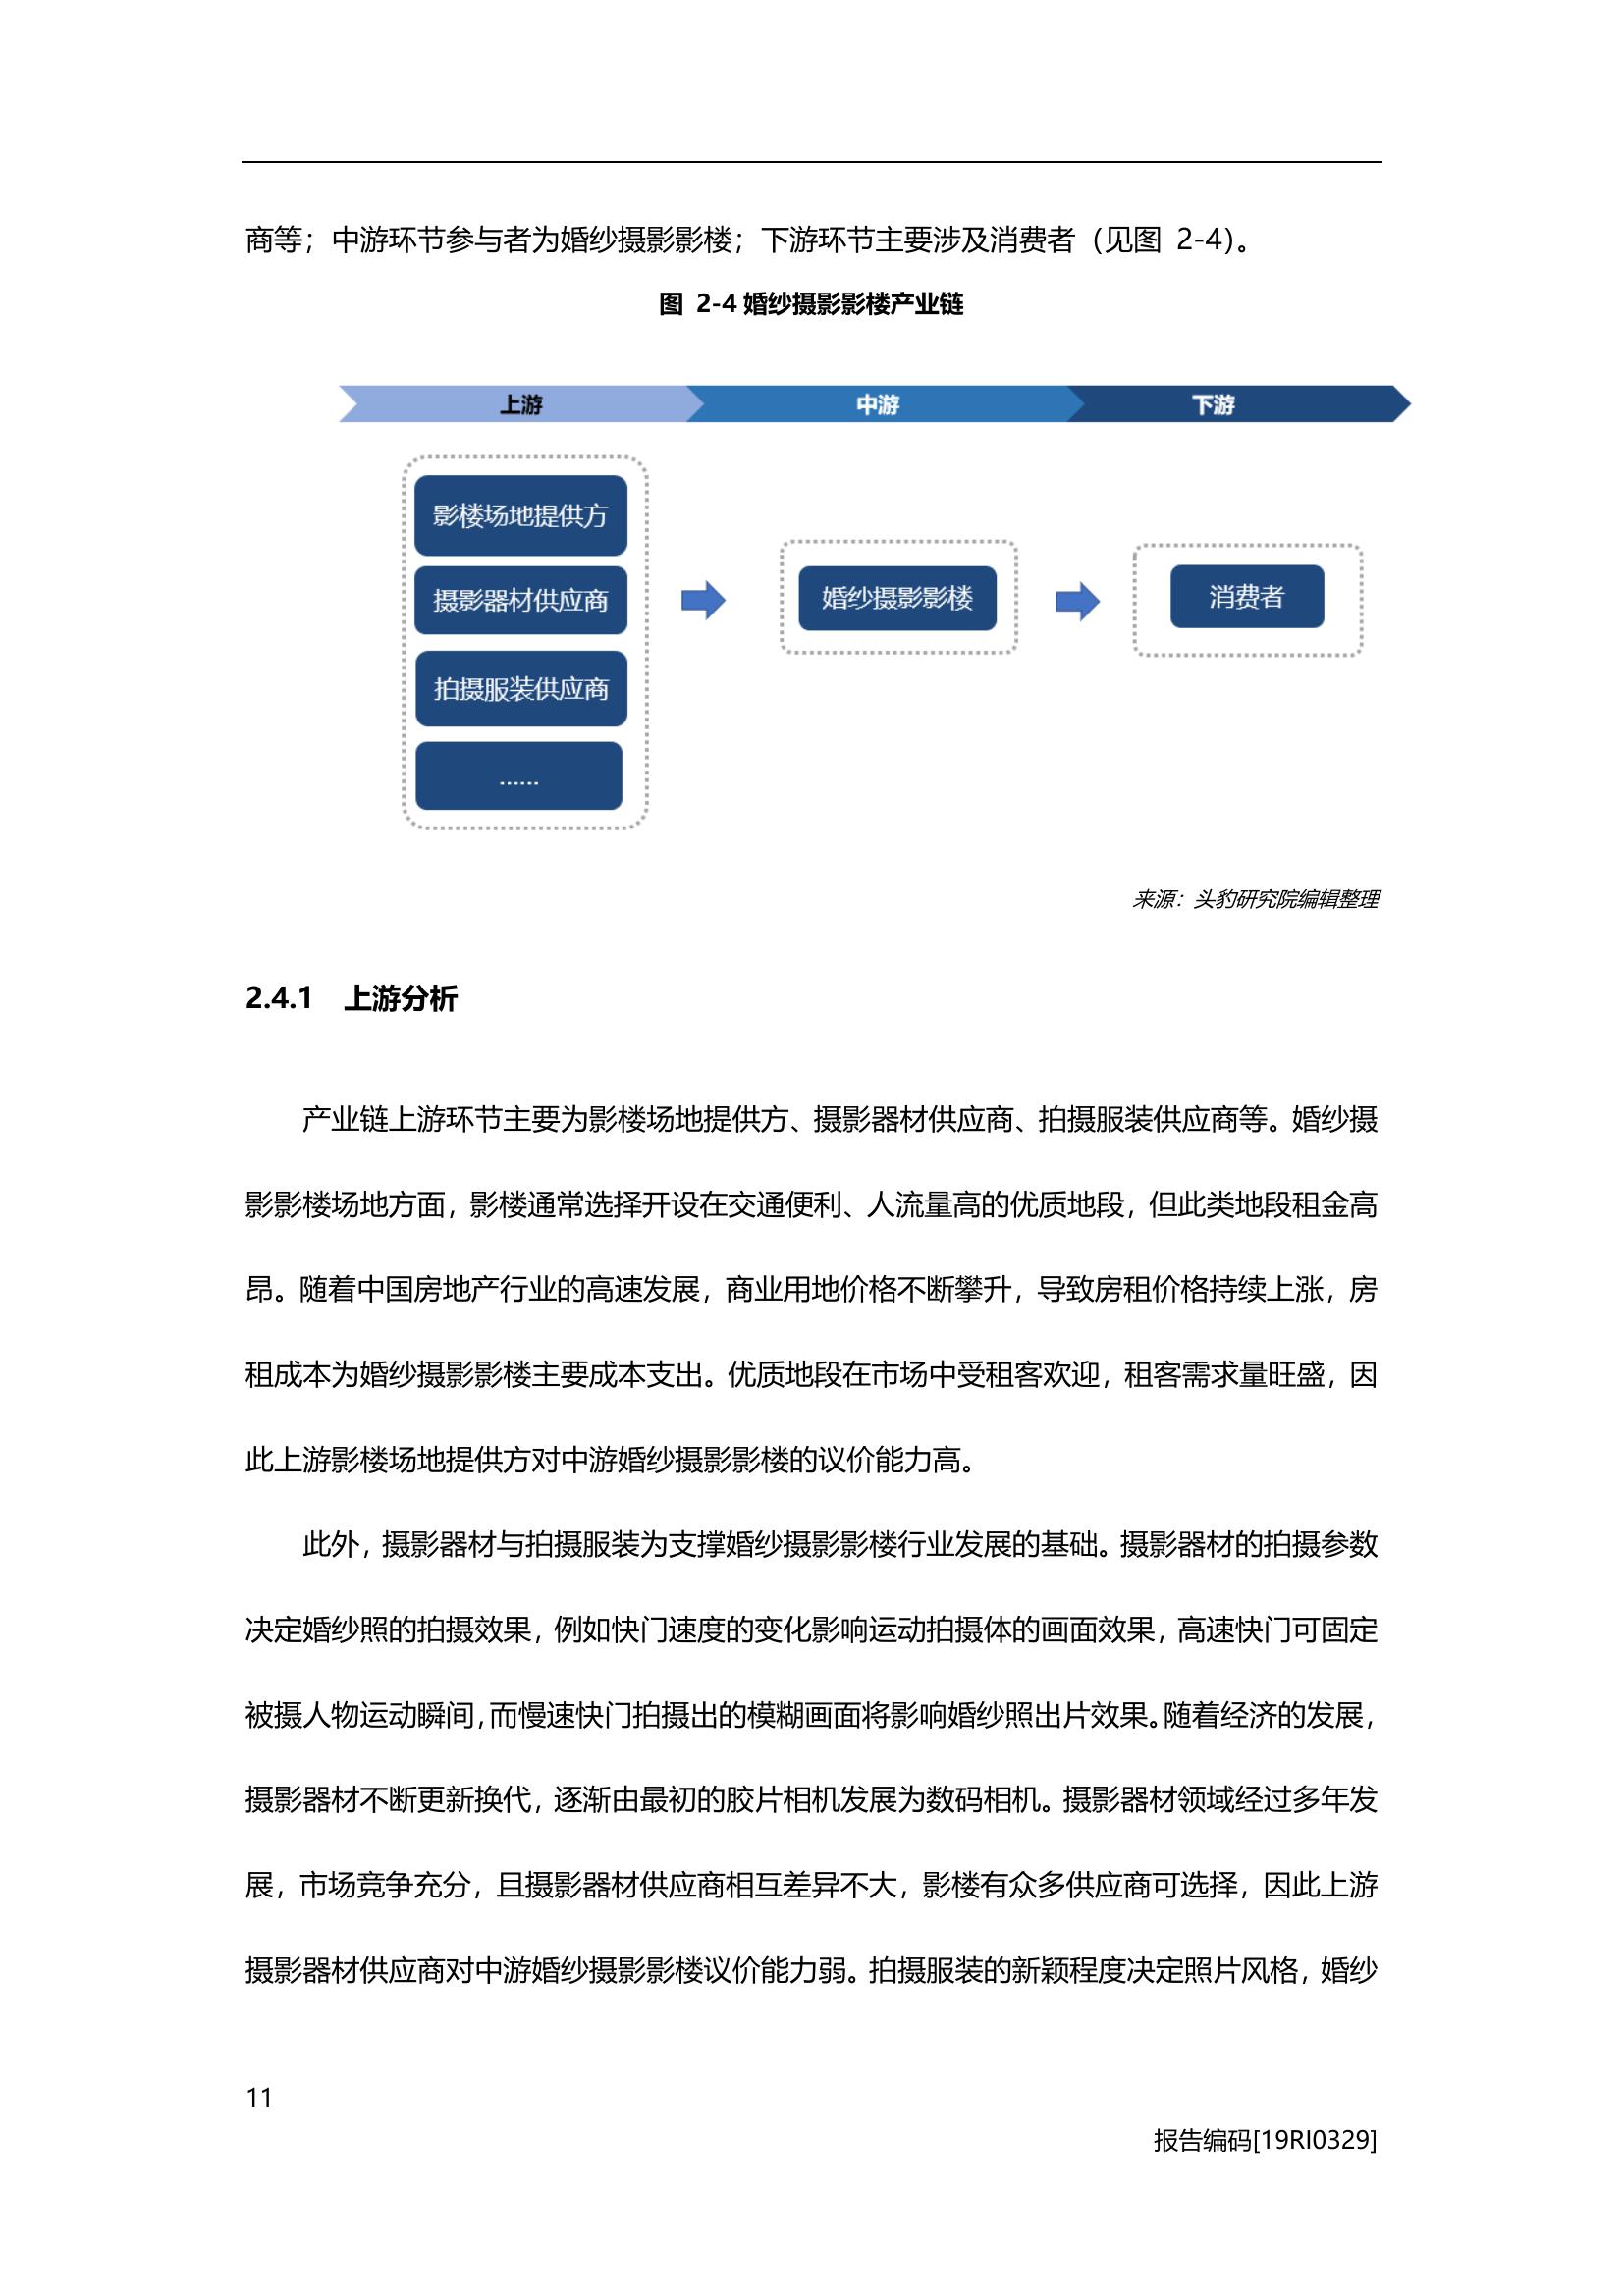 商等；中游环节参与者为婚纱摄影影楼；下游环节主要涉及消费者（见图 2-4）。
图 2-4 婚纱摄影影楼产业链
上游 中游 下游
影楼场地提供方
摄影器材供应商
拍摄服装供应商
……
婚纱摄影影楼
消费者
来源：头豹研究院编辑整理
2.4.1 上游分析
产业链上游环节主要为影楼场地提供方、摄影器材供应商、拍摄服装供应商等。婚纱摄
影影楼场地方面，影楼通常选择开设在交通便利、人流量高的优质地段，但此类地段租金高
昂。随着中国房地产行业的高速发展，商业用地价格不断攀升，导致房租价格持续上涨，房
租成本为婚纱摄影影楼主要成本支出。优质地段在市场中受租客欢迎，租客需求量旺盛，因
此上游影楼场地提供方对中游婚纱摄影影楼的议价能力高。
此外，摄影器材与拍摄服装为支撑婚纱摄影影楼行业发展的基础。摄影器材的拍摄参数
决定婚纱照的拍摄效果，例如快门速度的变化影响运动拍摄体的画面效果，高速快门可固定
被摄人物运动瞬间，而慢速快门拍摄出的模糊画面将影响婚纱照出片效果。随着经济的发展，
摄影器材不断更新换代，逐渐由最初的胶片相机发展为数码相机。摄影器材领域经过多年发
展，市场竞争充分，且摄影器材供应商相互差异不大，影楼有众多供应商可选择，因此上游
摄影器材供应商对中游婚纱摄影影楼议价能力弱。拍摄服装的新颖程度决定照片风格，婚纱
11
报告编码[19RI0329]